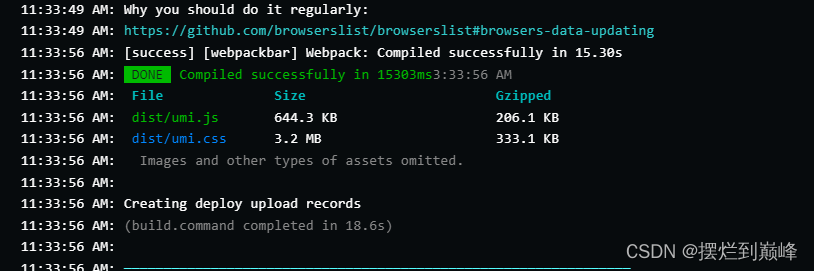 11:33:49 AM: Why you should do it regularly:
11:33:49 AM: https://github.com/browserslist/browserslist#browsers-data-updating
11:33:56 AM: [success] [webpackbar] Webpack: Compiled successfully in 15.30s
11:33:56 AM: DONE Compiled successfully in 15303ms3:33:56 AM
11:33:56 AM: File Size Gzipped
11:33:56 AM: dist/umi.js 644.3 KB 206.1 KB
11:33:56 AM: dist/umi.css 3.2 MB 333.1 KB
11:33:56 AM: Images and other types of assets omitted.
11:33:56 AM:
11:33:56 AM: Creating deploy upload records
11:33:56 AM: (build.command completed in 18.6s)
11:33:56 AM:
11:33:56 AM:
CSDN @摆烂到巅峰